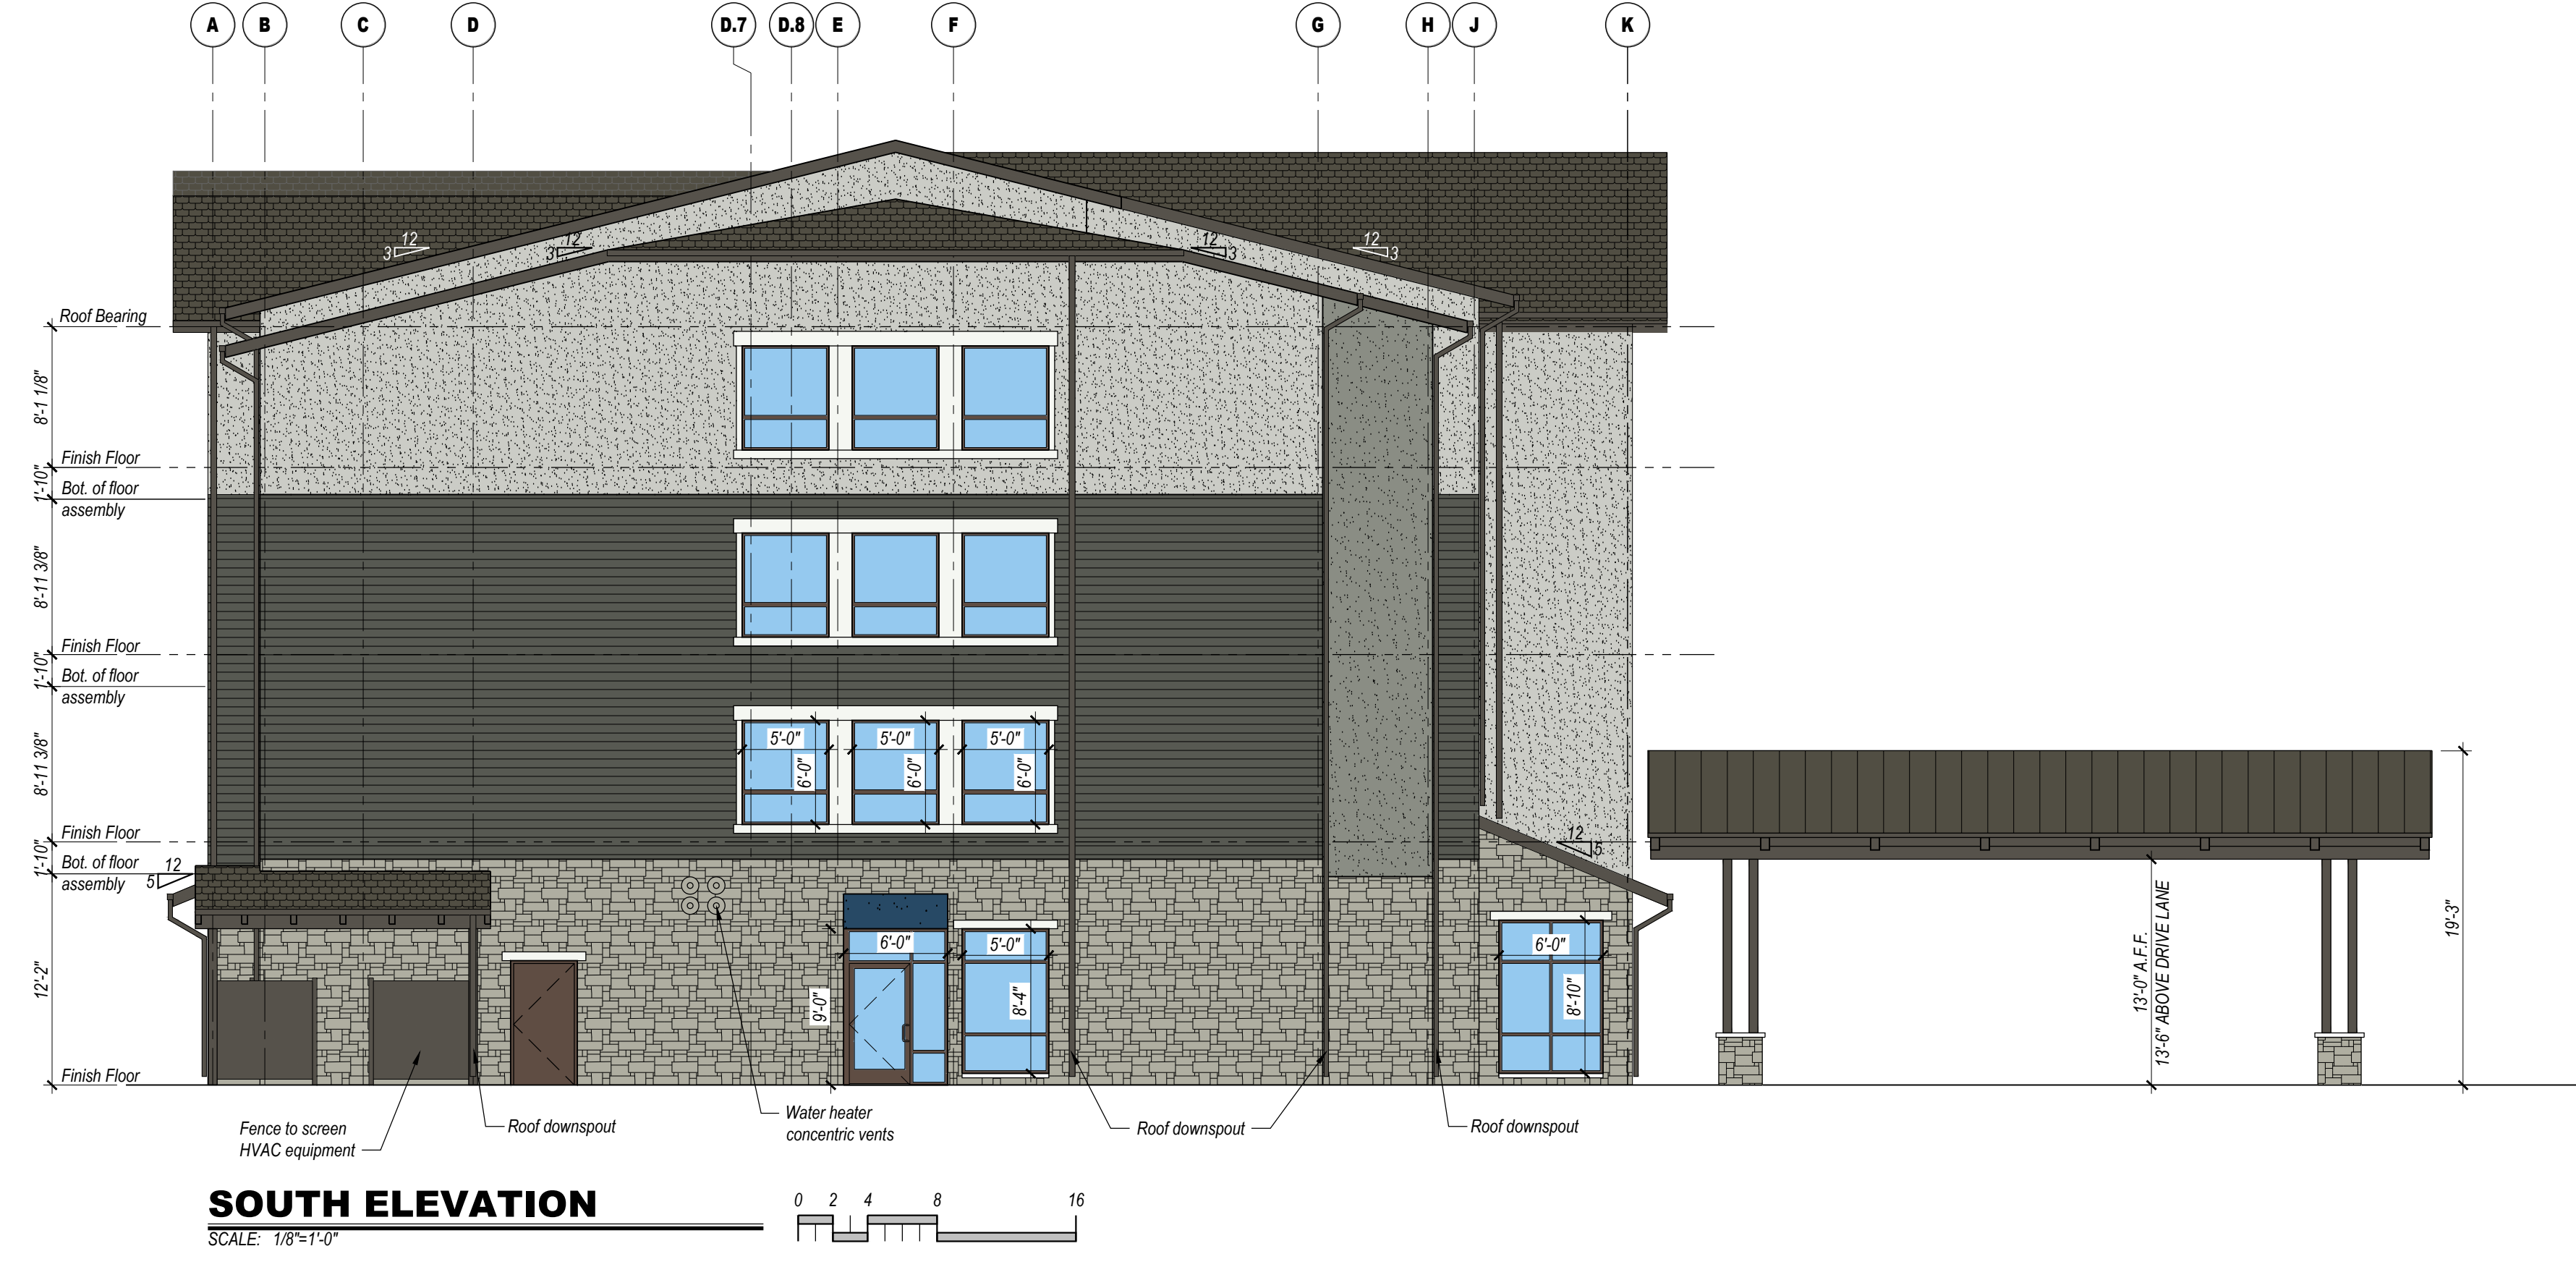 A B C D D.7 D.8 E F G H J K
12 12 12 12
3 3 3 3
Roof Bearing
8'-1 1/8"
Finish Floor
1'-10"
Bot. of floor
assembly
8'-11 3/8"
Finish Floor
1'-10"
Bot. of floor
assembly
5'-0" 5'-0" 5'-0"
6'-0" 6'-0" 6'-0"
8'-11 3/8"
Finish Floor
1'-10"
Bot. of floor
assembly
12
5
12
5
12'-2"
6'-0" 5'-0" 6'-0"
9'-0" 8'-4" 8'-10"
13'-0" A.F.F.
13'-6" ABOVE DRIVE LANE
19'-3"
Finish Floor
Fence to screen
HVAC equipment
Roof downspout
Water heater
concentric vents
Roof downspout
Roof downspout
SOUTH ELEVATION
SCALE: 1/8"=1'-0"
0 2 4 8 16